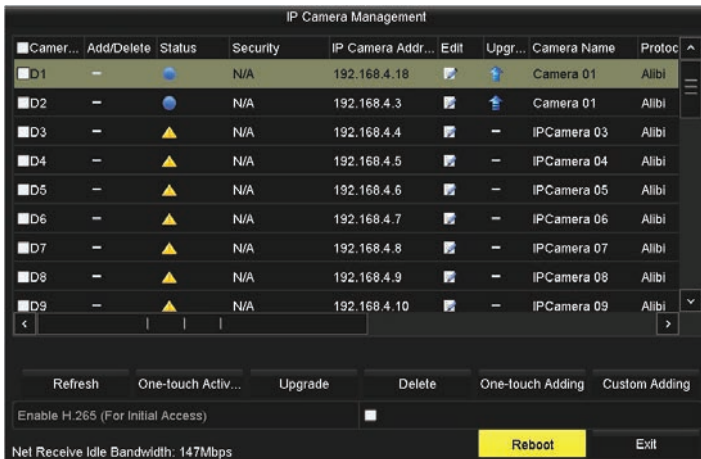 IP Camera Management
Camer... Add/Delete Status Security IP Camera Addr... Edit Upgr... Camera Name Protoc
D1 – N/A 192.168.4.18 Camera 01 Alibi
D2 – N/A 192.168.4.3 Camera 01 Alibi
D3 – N/A 192.168.4.4 – IPCamera 03 Alibi
D4 – N/A 192.168.4.5 – IPCamera 04 Alibi
D5 – N/A 192.168.4.6 – IPCamera 05 Alibi
D6 – N/A 192.168.4.7 – IPCamera 06 Alibi
D7 – N/A 192.168.4.8 – IPCamera 07 Alibi
D8 – N/A 192.168.4.9 – IPCamera 08 Alibi
D9 – N/A 192.168.4.10 – IPCamera 09 Alibi
Refresh One-touch Activ... Upgrade Delete One-touch Adding Custom Adding
Enable H.265 (For Initial Access)
Net Receive Idle Bandwidth: 147Mbps Reboot Exit